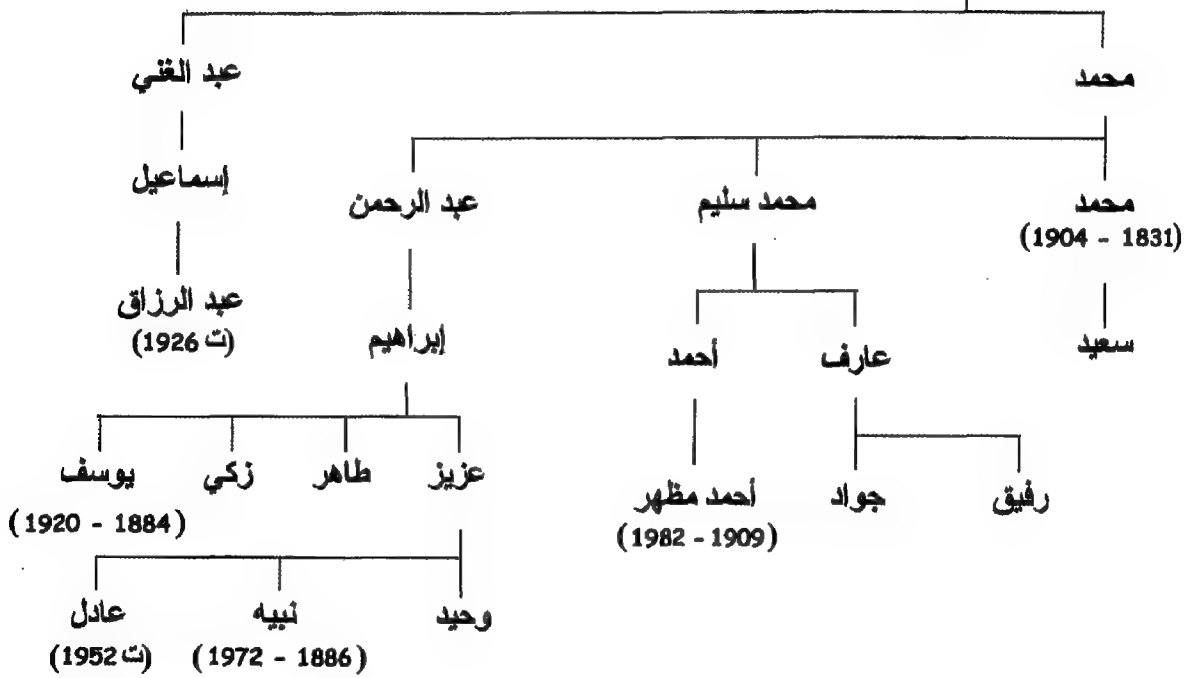 محمد
عبد الغني
محمد
(1831 - 1904)
محمد سليم
عبد الرحمن
إسماعيل
سعيد
عارف
أحمد
إبراهيم
عبد الرزاق
(ت 1926)
رفيق
جواد
أحمد مظهر
(1909 - 1982)
عزيز
طاهر
زكي
يوسف
(1884 - 1920)
وحيد
نبيه
(1886 - 1972)
عادل
(ت 1952)